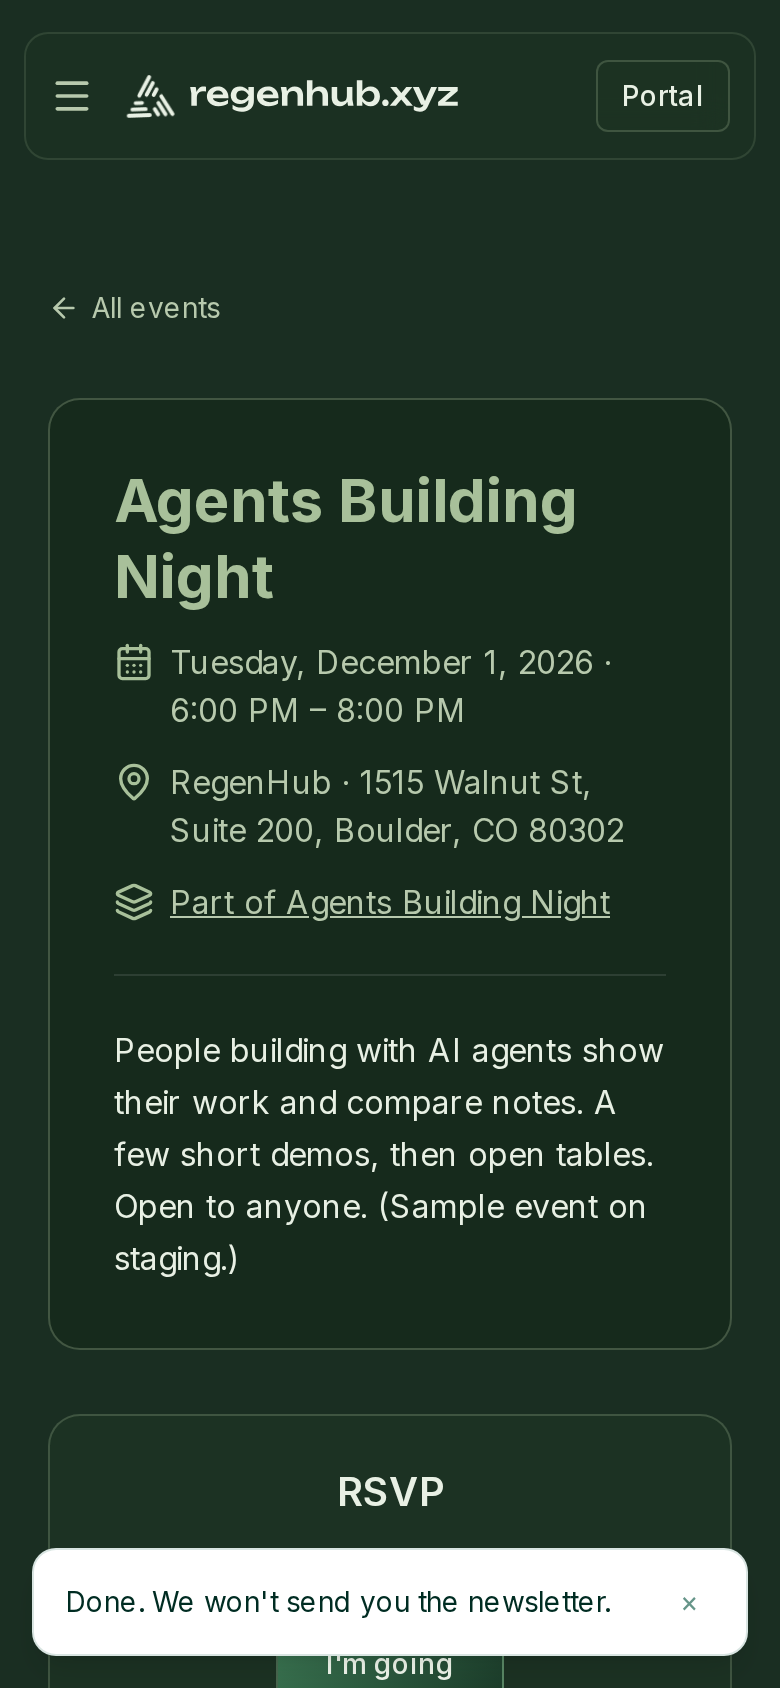 regenhub.xyz
Portal
All events
Agents Building
Night
Tuesday, December 1, 2026 ·
6:00 PM – 8:00 PM
RegenHub · 1515 Walnut St,
Suite 200, Boulder, CO 80302
Part of Agents Building Night
People building with AI agents show
their work and compare notes. A
few short demos, then open tables.
Open to anyone. (Sample event on
staging.)
RSVP
Done. We won't send you the newsletter.
I'm going